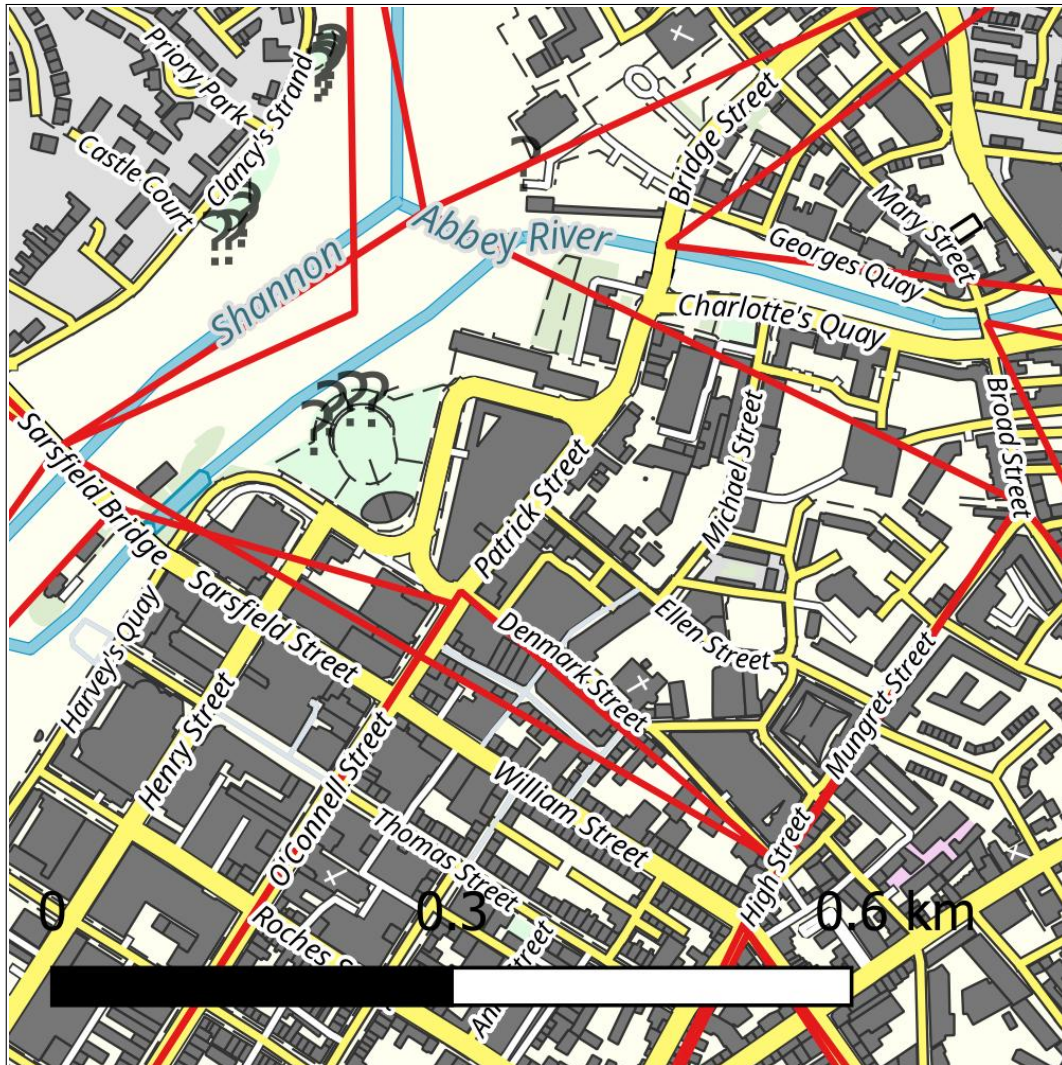 Priory Park
Clancy's Strand
Castle Court
Bridge Street
Mary Street
Abbey River
Georges Quay
Shannon
Charlotte's Quay
Broad Street
Michael Street
Sarsfield Bridge
Patrick Street
Harvey's Quay
Sarsfield Street
Denmark Street
Ellen Street
Mungret Street
Henry Street
O'Connell Street
William Street
Thomas Street
High Street
0 0.3 0.6 km
Roches
Street